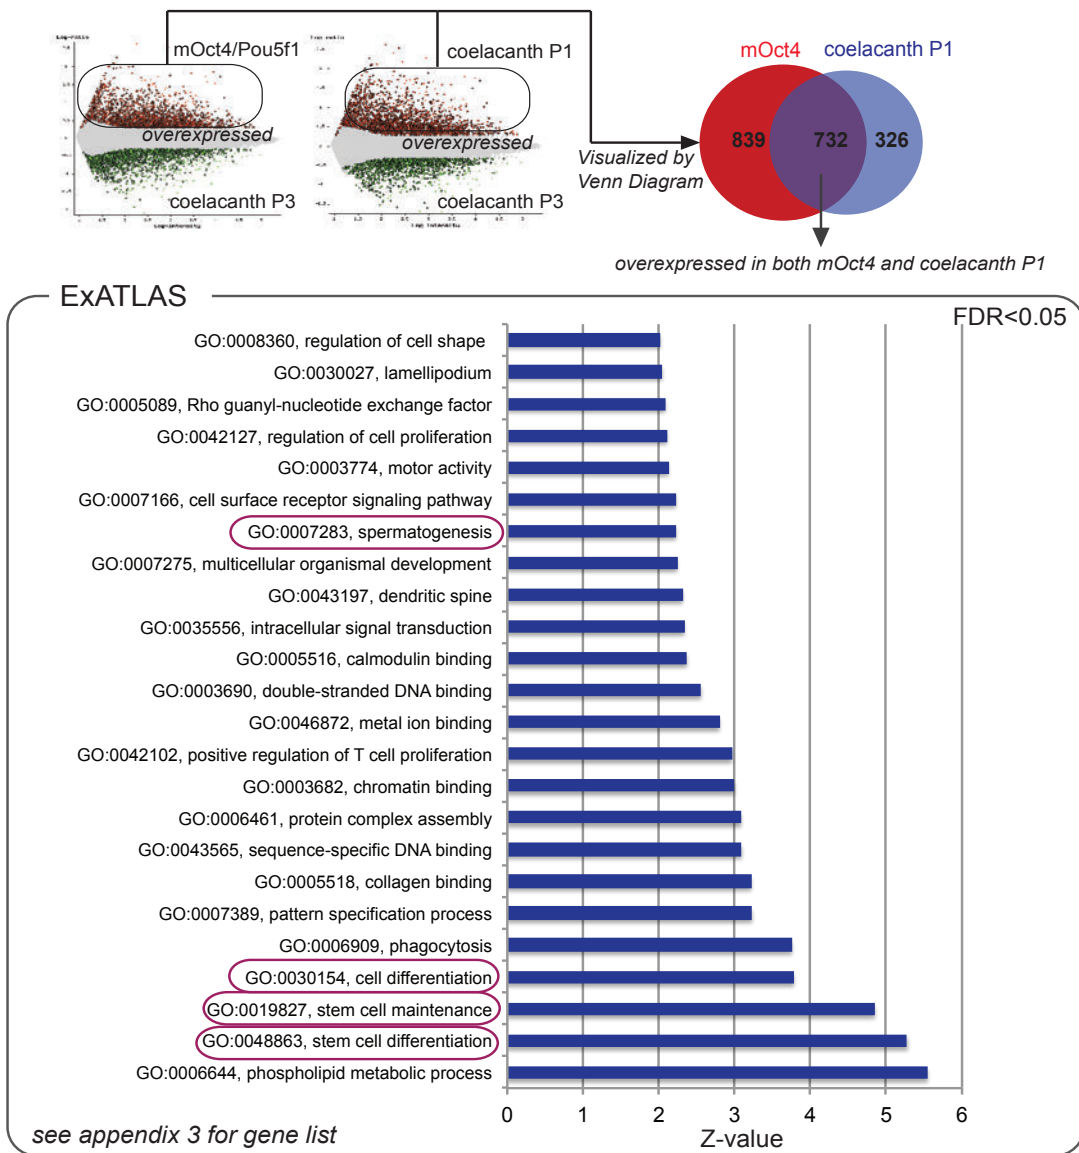 Log-ratio
mOct4/Pou5f1
overexpressed
coelacanth P3
coelacanth P1
overexpressed
coelacanth P3
Log intensity
mOct4 coelacanth P1
839 732 326
Visualized by
Venn Diagram
overexpressed in both mOct4 and coelacanth P1
ExATLAS
FDR<0.05
GO:0008360, regulation of cell shape
GO:0030027, lamellipodium
GO:0005089, Rho guanyl-nucleotide exchange factor
GO:0042127, regulation of cell proliferation
GO:0003774, motor activity
GO:0007166, cell surface receptor signaling pathway
GO:0007283, spermatogenesis
GO:0007275, multicellular organismal development
GO:0043197, dendritic spine
GO:0035556, intracellular signal transduction
GO:0005516, calmodulin binding
GO:0003690, double-stranded DNA binding
GO:0046872, metal ion binding
GO:0042102, positive regulation of T cell proliferation
GO:0003682, chromatin binding
GO:0006461, protein complex assembly
GO:0043565, sequence-specific DNA binding
GO:0005518, collagen binding
GO:0007389, pattern specification process
GO:0006909, phagocytosis
GO:0030154, cell differentiation
GO:0019827, stem cell maintenance
GO:0048863, stem cell differentiation
GO:0006644, phospholipid metabolic process
0 1 2 3 4 5 6
Z-value
see appendix 3 for gene list